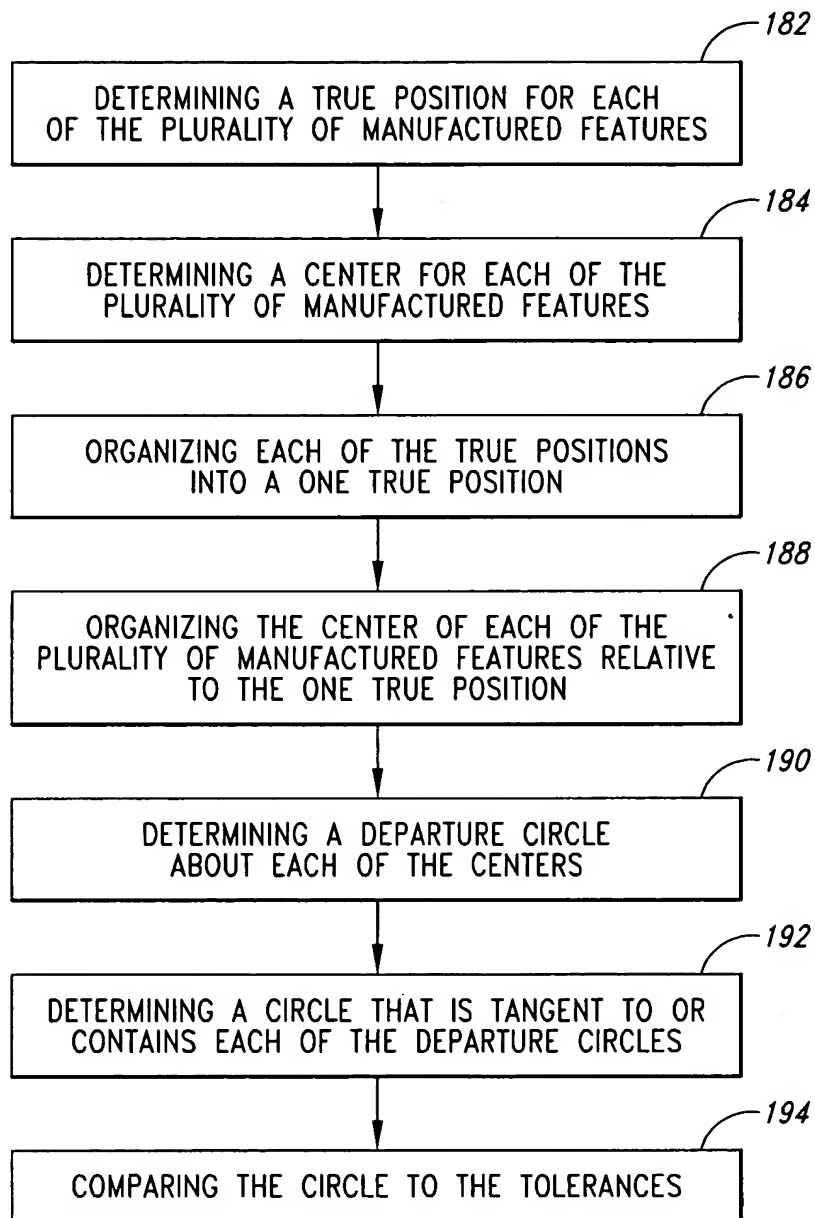 182
DETERMINING A TRUE POSITION FOR EACH
OF THE PLURALITY OF MANUFACTURED FEATURES
184
DETERMINING A CENTER FOR EACH OF THE
PLURALITY OF MANUFACTURED FEATURES
186
ORGANIZING EACH OF THE TRUE POSITIONS
INTO A ONE TRUE POSITION
188
ORGANIZING THE CENTER OF EACH OF THE
PLURALITY OF MANUFACTURED FEATURES RELATIVE
TO THE ONE TRUE POSITION
190
DETERMINING A DEPARTURE CIRCLE
ABOUT EACH OF THE CENTERS
192
DETERMINING A CIRCLE THAT IS TANGENT TO OR
CONTAINS EACH OF THE DEPARTURE CIRCLES
194
COMPARING THE CIRCLE TO THE TOLERANCES